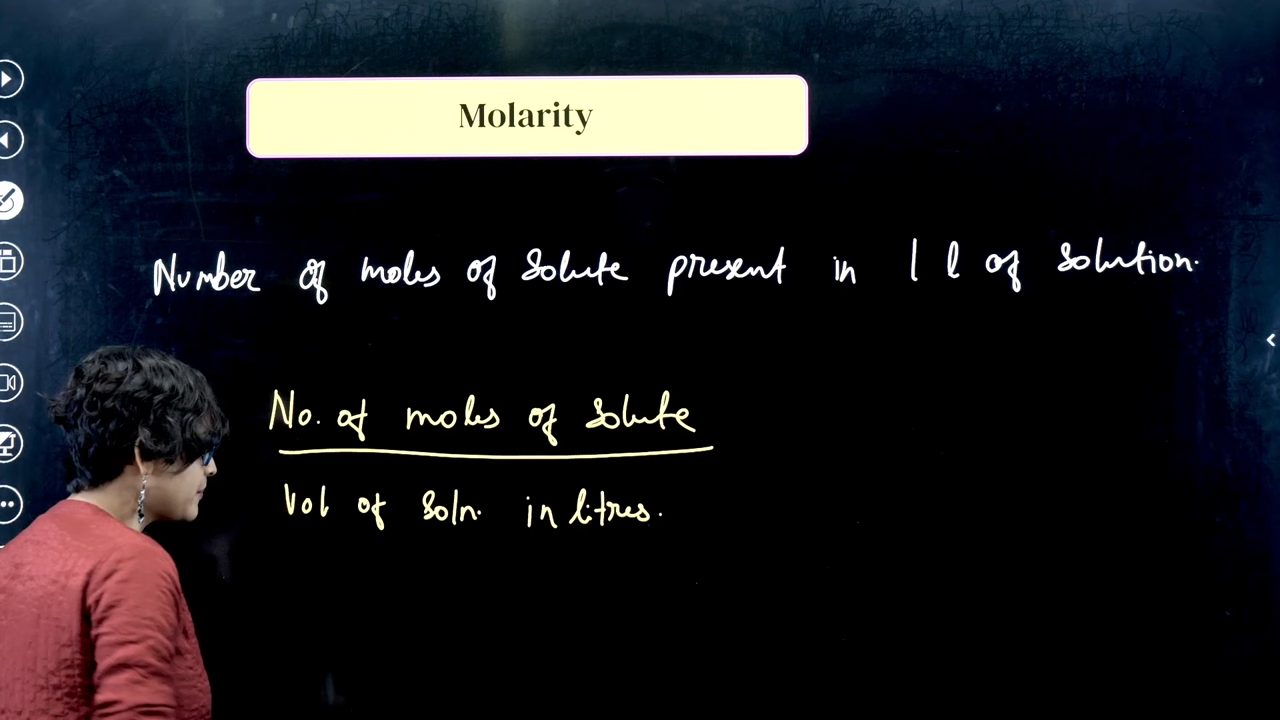 Molarity
Number of moles of solute present in 1 l of solution.
No. of moles of solute
Vol of soln. in litres.